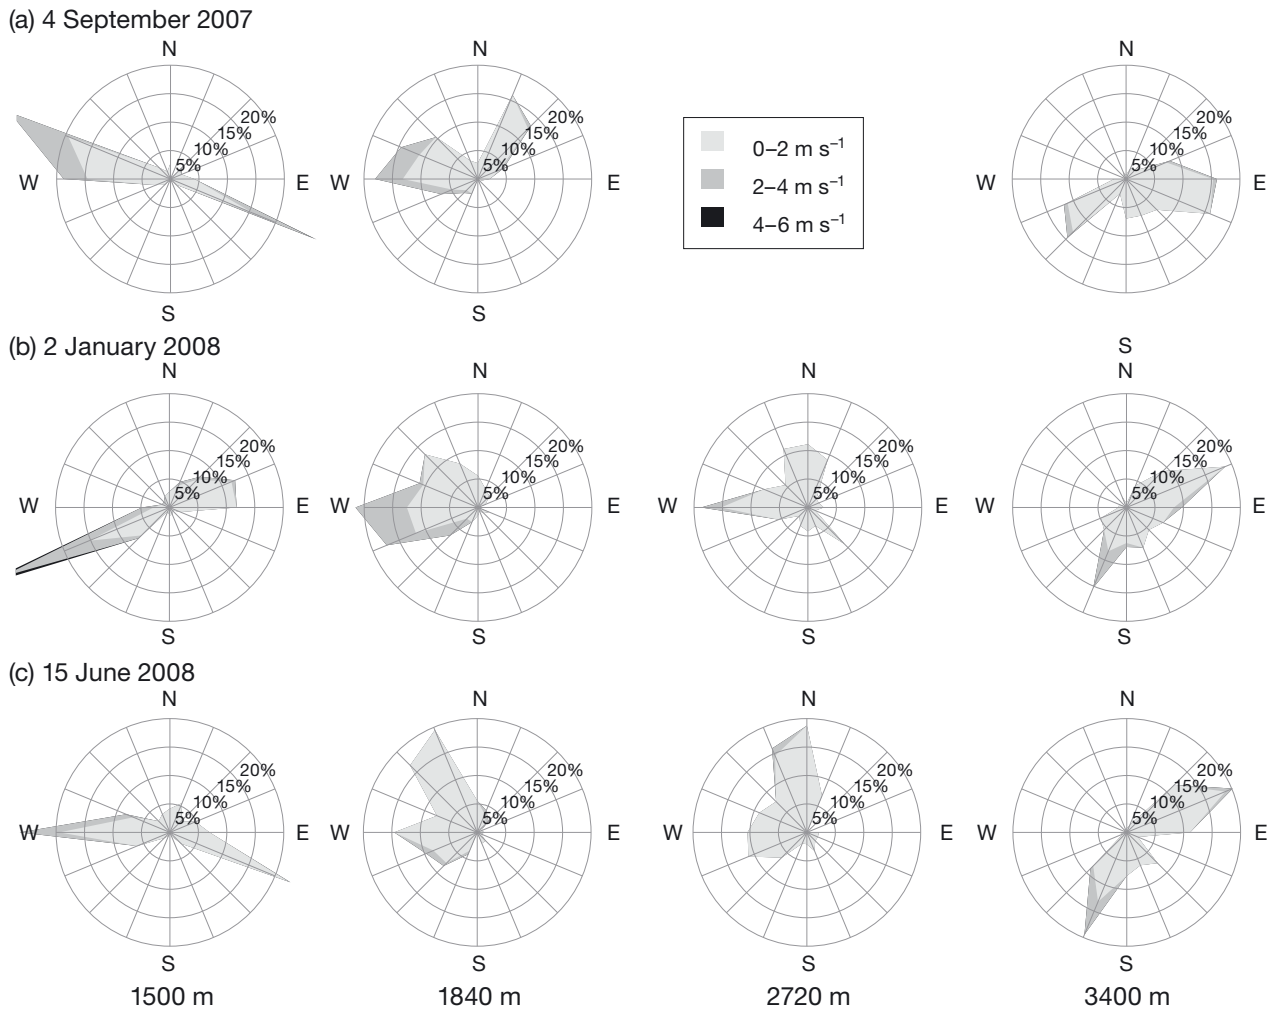 (a) 4 September 2007
N N N
20% 20% 20%
15% 15% 15%
10% 10% 10%
5% 5% 5%
W E W E W E
S S
0–2 m s⁻¹
2–4 m s⁻¹
4–6 m s⁻¹
(b) 2 January 2008
S
N N N N
20% 20% 20% 20%
15% 15% 15% 15%
10% 10% 10% 10%
5% 5% 5% 5%
W E W E W E W E
S S S S
(c) 15 June 2008
N N N N
20% 20% 20% 20%
15% 15% 15% 15%
10% 10% 10% 10%
5% 5% 5% 5%
W E W E W E W E
S S S S
1500 m 1840 m 2720 m 3400 m